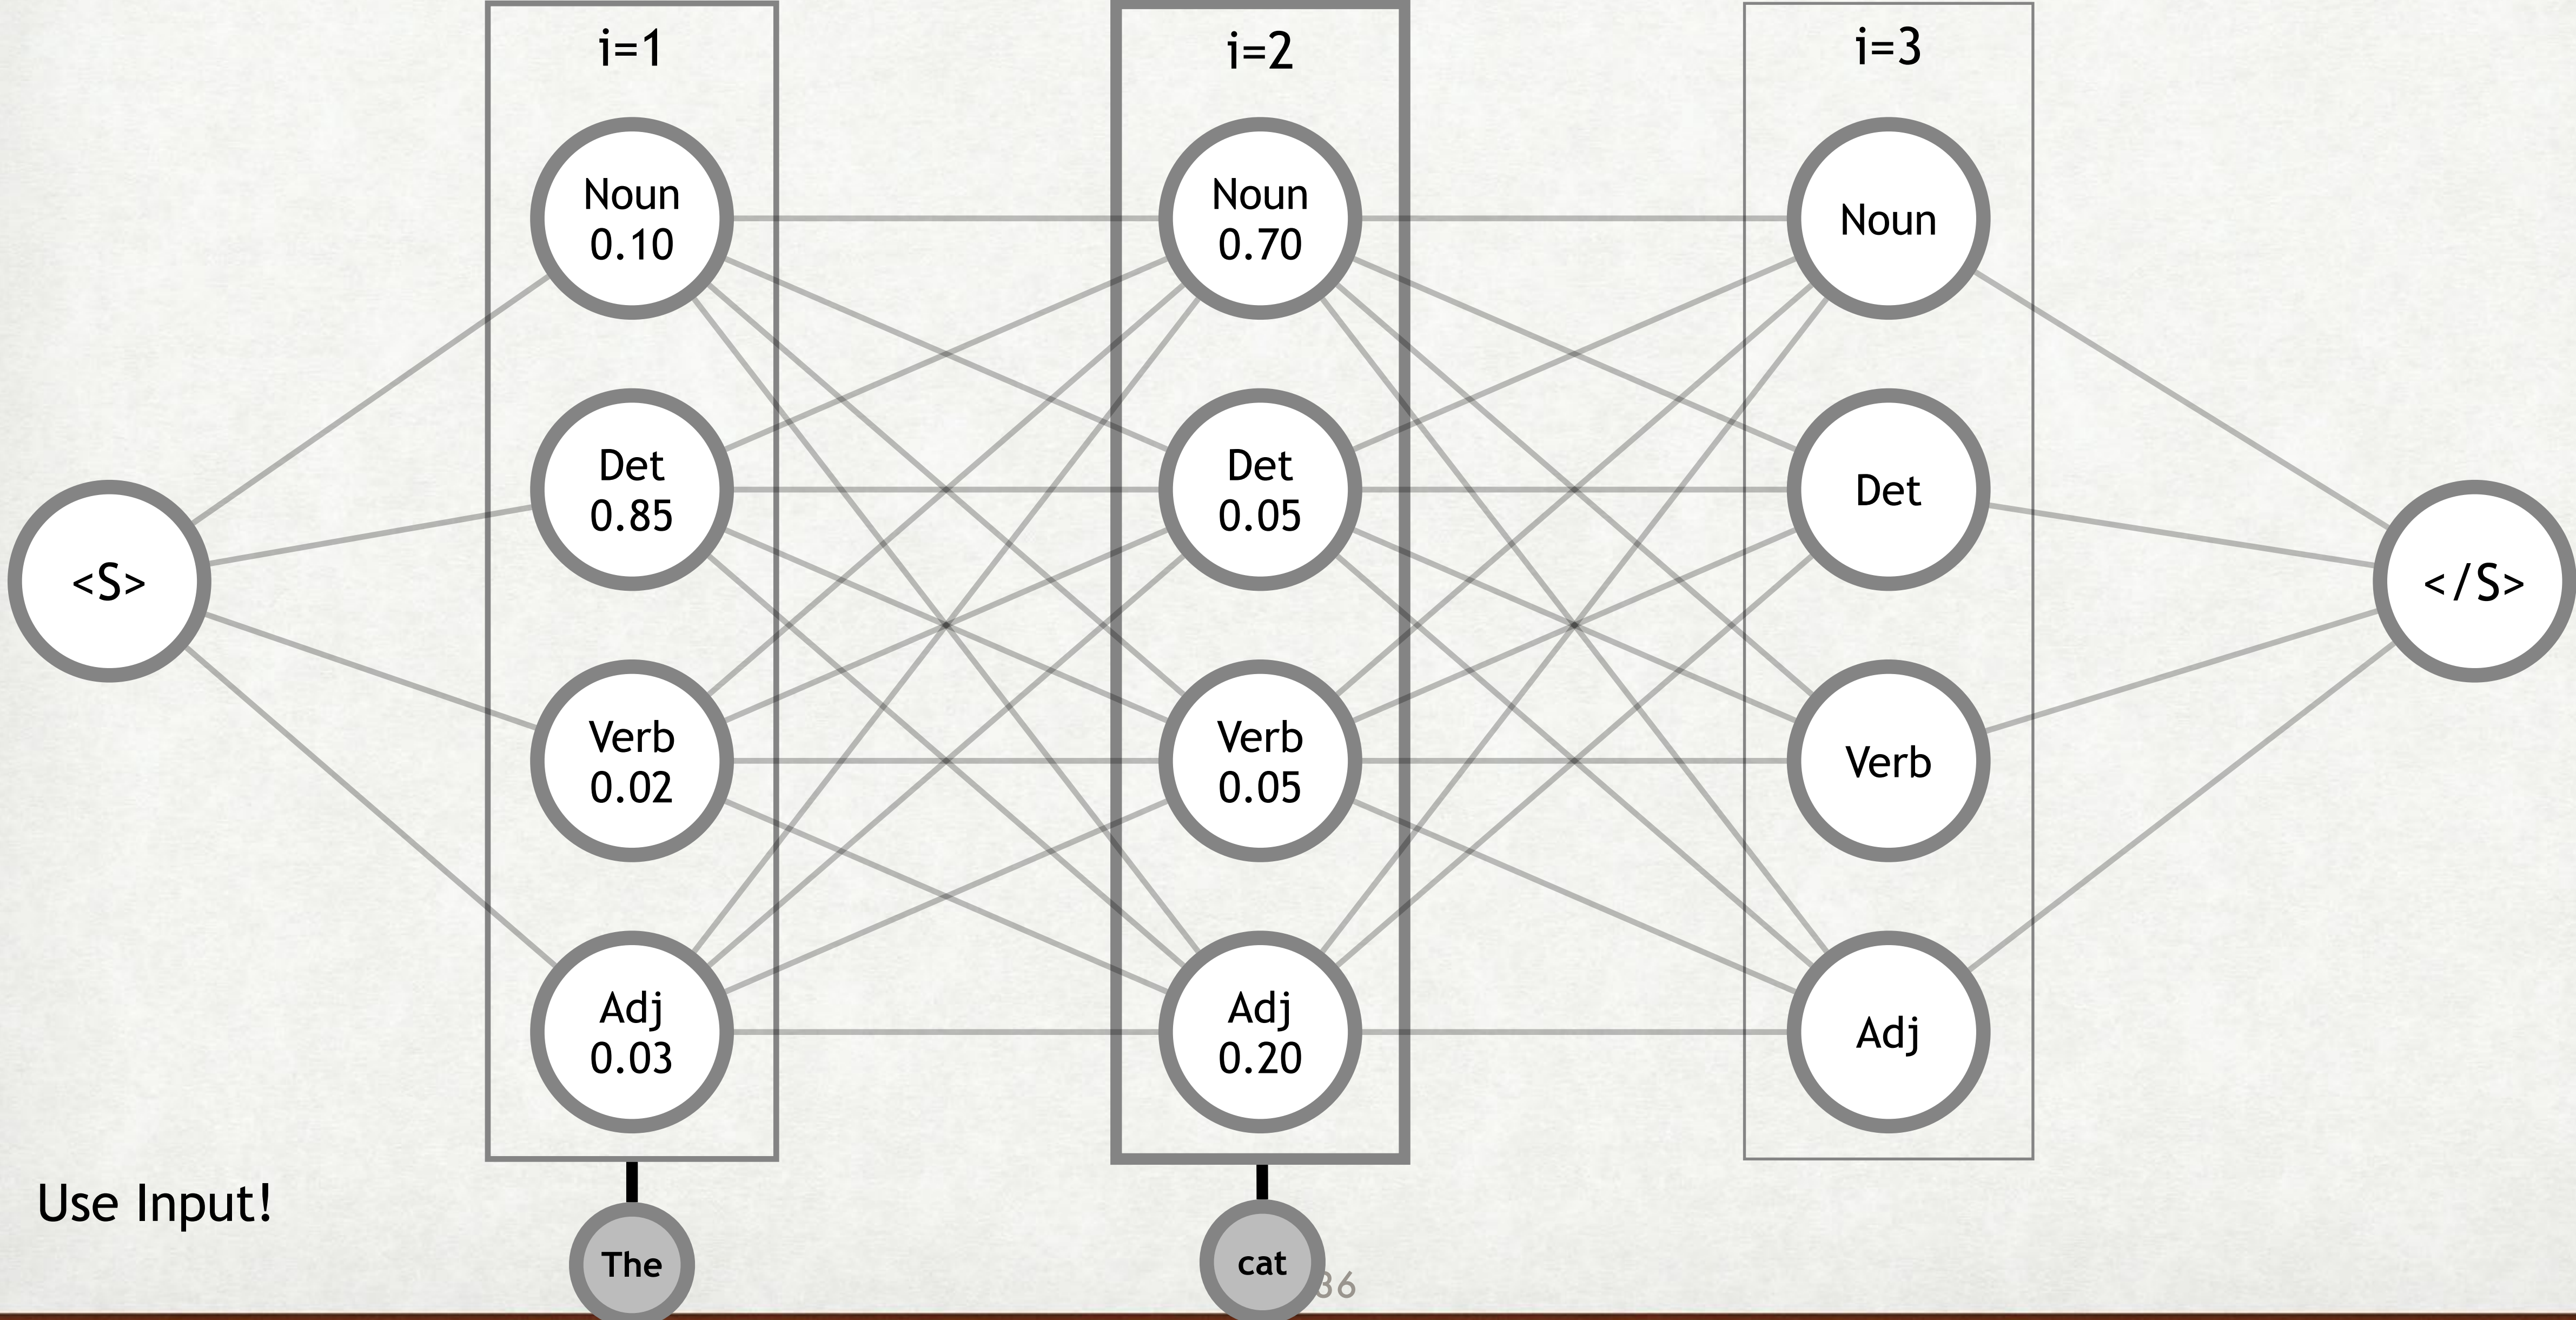 i=1
i=2
i=3
Noun
0.10
Noun
0.70
Noun
Det
0.85
Det
0.05
Det
<S>
</S>
Verb
0.02
Verb
0.05
Verb
Adj
0.03
Adj
0.20
Adj
Use Input!
The
cat
36